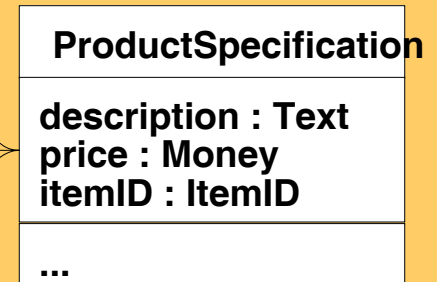 ProductSpecification
description : Text
price : Money
itemID : ItemID
...